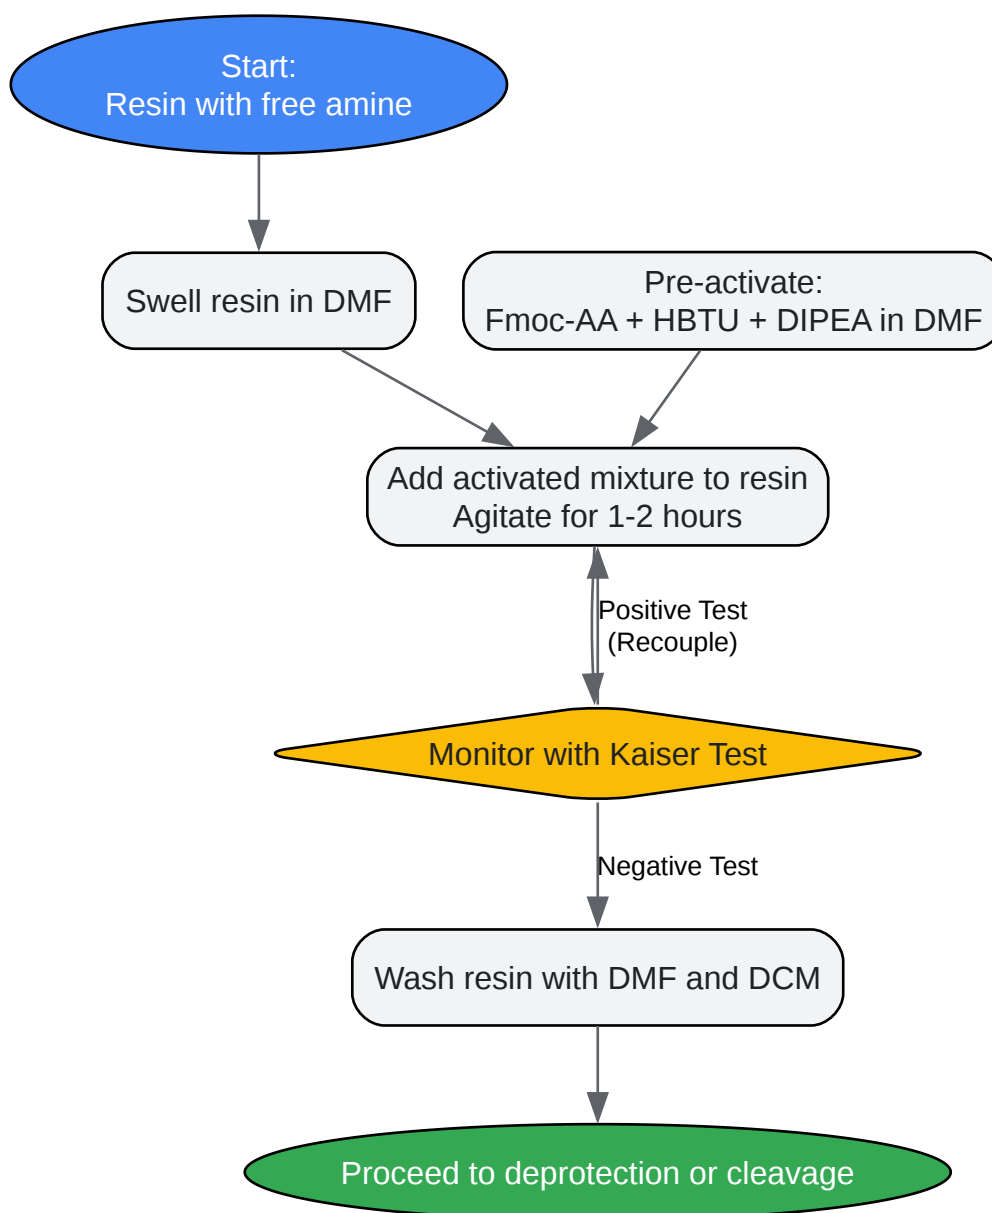 Start:
Resin with free amine
Swell resin in DMF
Pre-activate:
Fmoc-AA + HBTU + DIPEA in DMF
Add activated mixture to resin
Agitate for 1-2 hours
Positive Test
(Recouple)
Monitor with Kaiser Test
Negative Test
Wash resin with DMF and DCM
Proceed to deprotection or cleavage